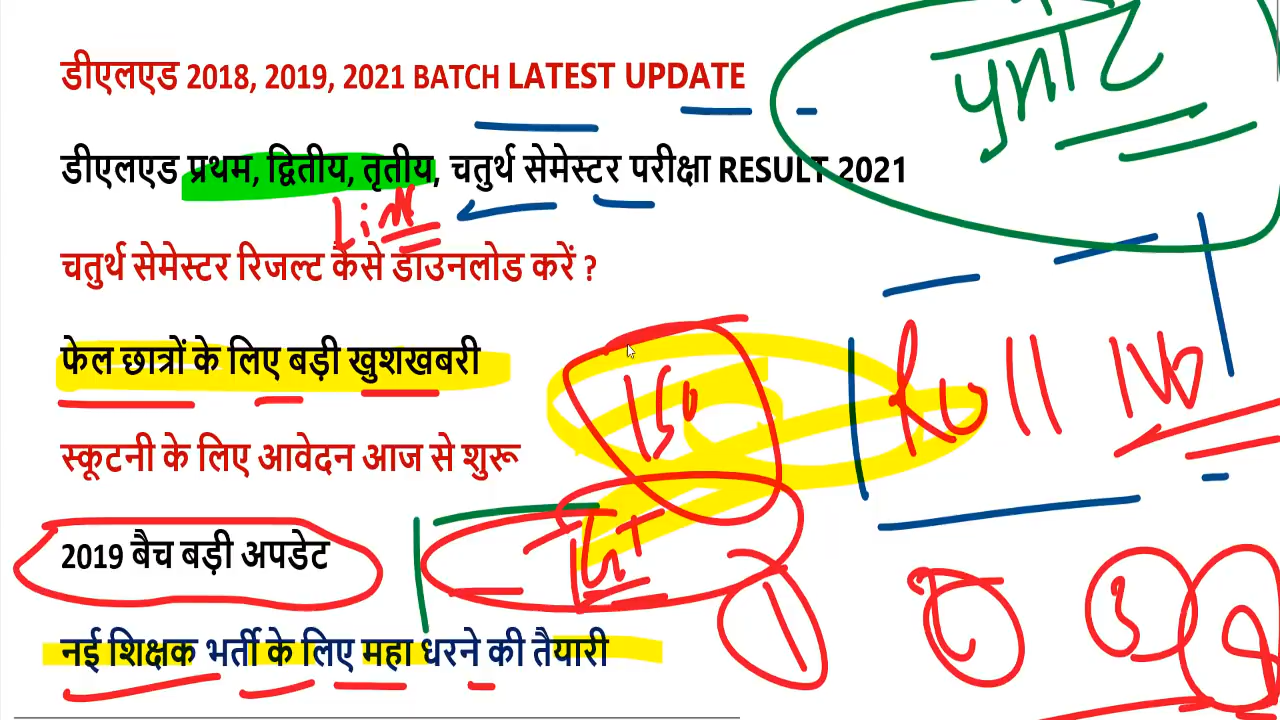 डीएलएड 2018, 2019, 2021 BATCH LATEST UPDATE
डीएलएड प्रथम, द्वितीय, तृतीय, चतुर्थ सेमेस्टर परीक्षा RESULT 2021
चतुर्थ सेमेस्टर रिजल्ट कैसे डाउनलोड करें ?
फेल छात्रों के लिए बड़ी खुशखबरी
150
Roll No
स्कूटनी के लिए आवेदन आज से शुरू
2019 बैच बड़ी अपडेट
नई शिक्षक भर्ती के लिए महा धरने की तैयारी